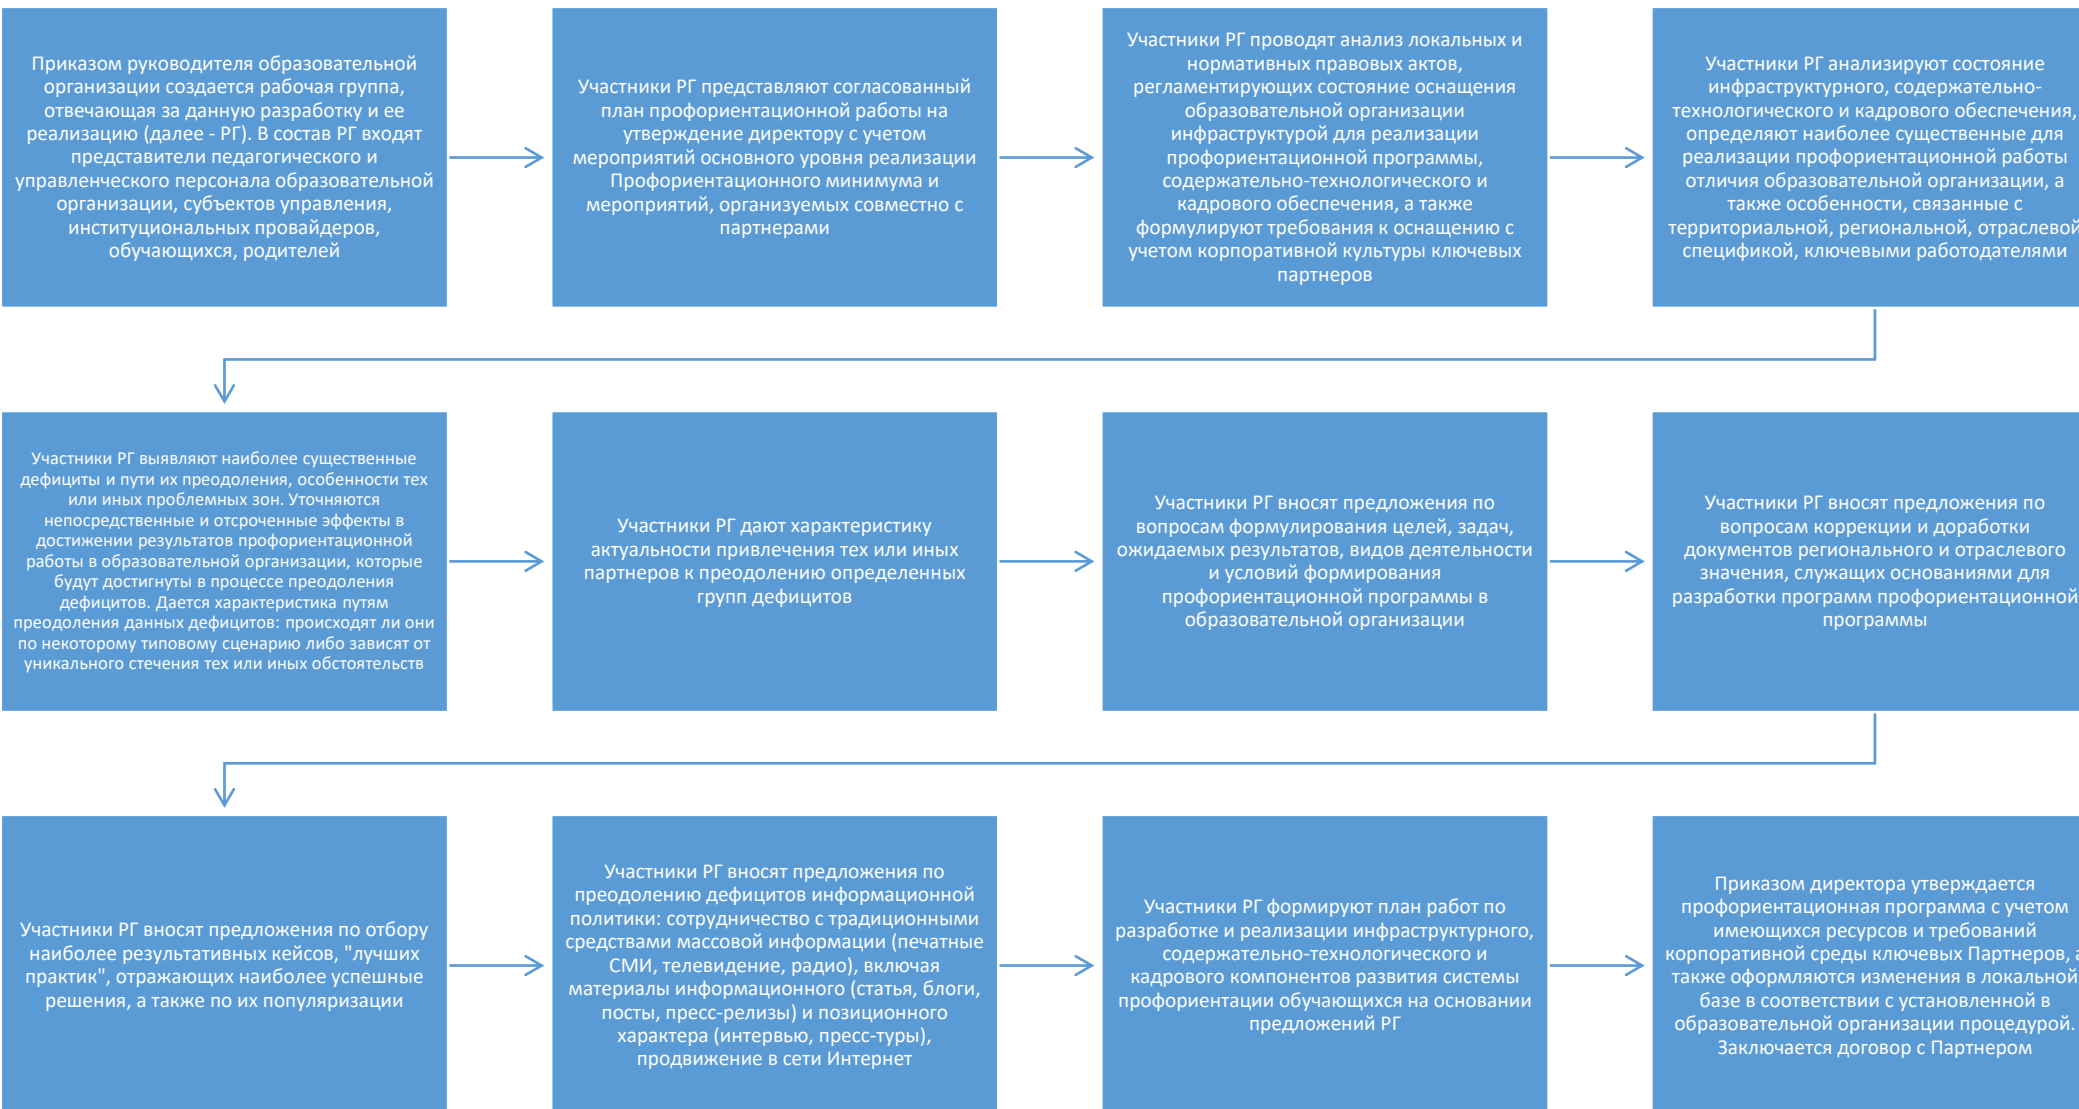 Приказом руководителя образовательной
организации создается рабочая группа,
отвечающая за данную разработку и ее
реализацию (далее - РГ). В состав РГ входят
представители педагогического и
управленческого персонала образовательной
организации, субъектов управления,
институциональных провайдеров,
обучающихся, родителей
Участники РГ представляют согласованный
план профориентационной работы на
утверждение директору с учетом
мероприятий основного уровня реализации
Профориентационного минимума и
мероприятий, организуемых совместно с
партнерами
Участники РГ проводят анализ локальных и
нормативных правовых актов,
регламентирующих состояние оснащения
образовательной организации
инфраструктурой для реализации
профориентационной программы,
содержательно-технологического и
кадрового обеспечения, а также
формулируют требования к оснащению с
учетом корпоративной культуры ключевых
партнеров
Участники РГ анализируют состояние
инфраструктурного, содержательно-
технологического и кадрового обеспечения,
определяют наиболее существенные для
реализации профориентационной работы
отличия образовательной организации, а
также особенности, связанные с
территориальной, региональной, отраслевой
спецификой, ключевыми работодателями
Участники РГ выявляют наиболее существенные
дефициты и пути их преодоления, особенности тех
или иных проблемных зон. Уточняются
непосредственные и отсроченные эффекты в
достижении результатов профориентационной
работы в образовательной организации, которые
будут достигнуты в процессе преодоления
дефицитов. Дается характеристика путям
преодоления данных дефицитов: происходят ли они
по некоторому типовому сценарию либо зависят от
уникального стечения тех или иных обстоятельств
Участники РГ дают характеристику
актуальности привлечения тех или иных
партнеров к преодолению определенных
групп дефицитов
Участники РГ вносят предложения по
вопросам формулирования целей, задач,
ожидаемых результатов, видов деятельности
и условий формирования
профориентационной программы в
образовательной организации
Участники РГ вносят предложения по
вопросам коррекции и доработки
документов регионального и отраслевого
значения, служащих основаниями для
разработки программ профориентационной
программы
Участники РГ вносят предложения по отбору
наиболее результативных кейсов, "лучших
практик", отражающих наиболее успешные
решения, а также по их популяризации
Участники РГ вносят предложения по
преодолению дефицитов информационной
политики: сотрудничество с традиционными
средствами массовой информации (печатные
СМИ, телевидение, радио), включая
материалы информационного (статья, блоги,
посты, пресс-релизы) и позиционного
характера (интервью, пресс-туры),
продвижение в сети Интернет
Участники РГ формируют план работ по
разработке и реализации инфраструктурного,
содержательно-технологического и
кадрового компонентов развития системы
профориентации обучающихся на основании
предложений РГ
Приказом директора утверждается
профориентационная программа с учетом
имеющихся ресурсов и требований
корпоративной среды ключевых Партнеров, а
также оформляются изменения в локальной
базе в соответствии с установленной в
образовательной организации процедурой.
Заключается договор с Партнером